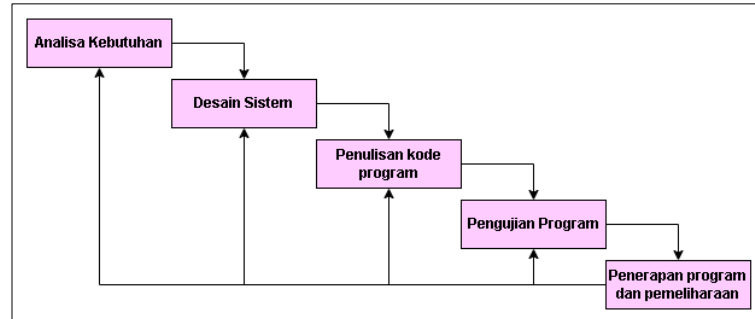 Analisa Kebutuhan
Desain Sistem
Penulisan kode
program
Pengujian Program
Penerapan program
dan pemeliharaan